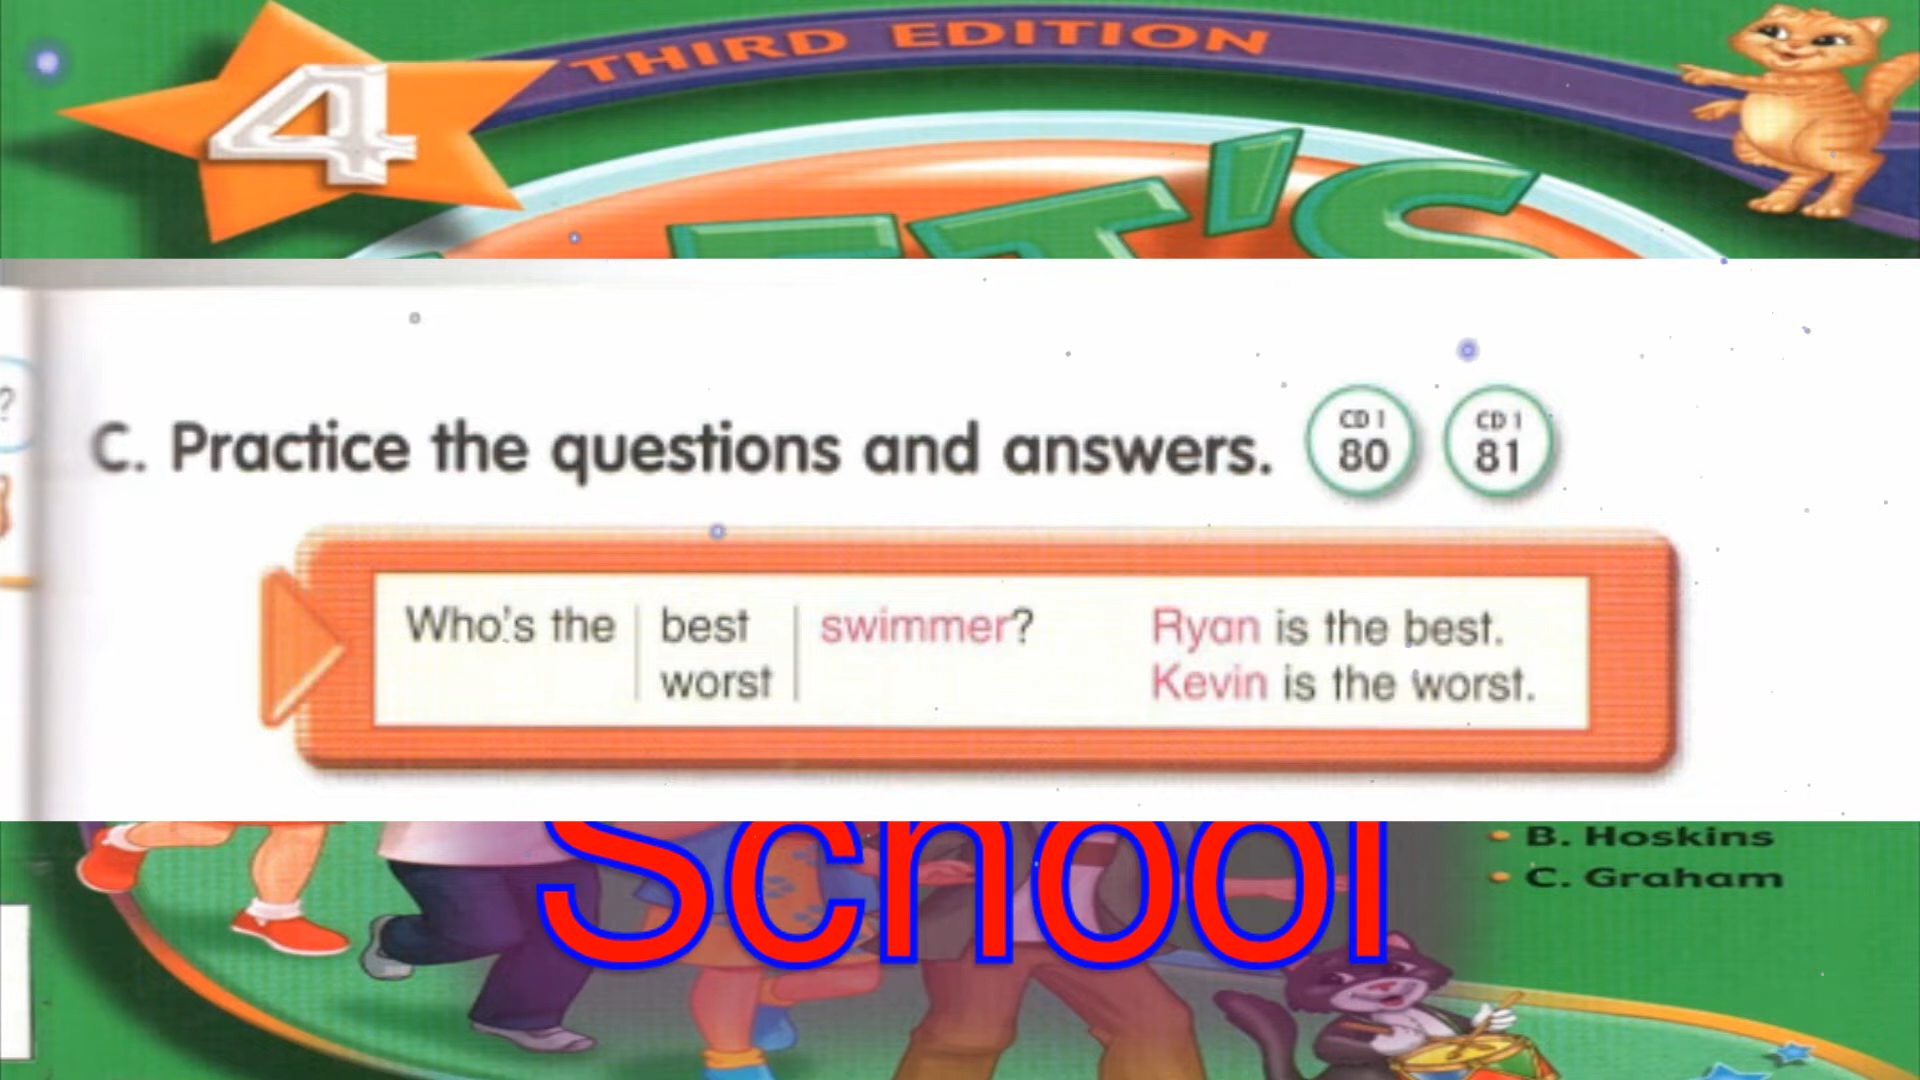 4
THIRD EDITION
ET'S
?
C. Practice the questions and answers.
CD 1
80
CD 1
81
Who's the best swimmer? Ryan is the best.
worst Kevin is the worst.
School
B. Hoskins
C. Graham